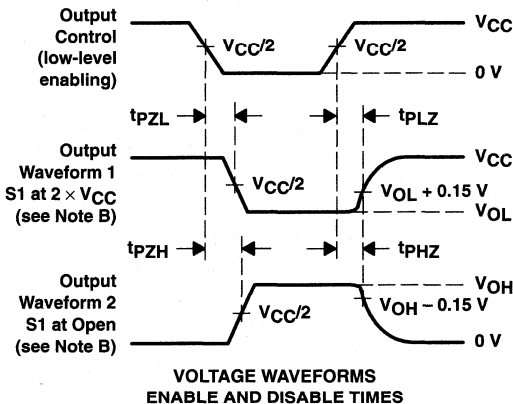 Output
Control
(low-level
enabling)
VCC/2
VCC/2
VCC
0 V
tPZL
tPLZ
Output
Waveform 1
S1 at 2 × VCC
(see Note B)
VCC/2
VCC
VOL + 0.15 V
VOL
tPZH
tPHZ
Output
Waveform 2
S1 at Open
(see Note B)
VCC/2
VOH
VOH – 0.15 V
0 V
VOLTAGE WAVEFORMS
ENABLE AND DISABLE TIMES